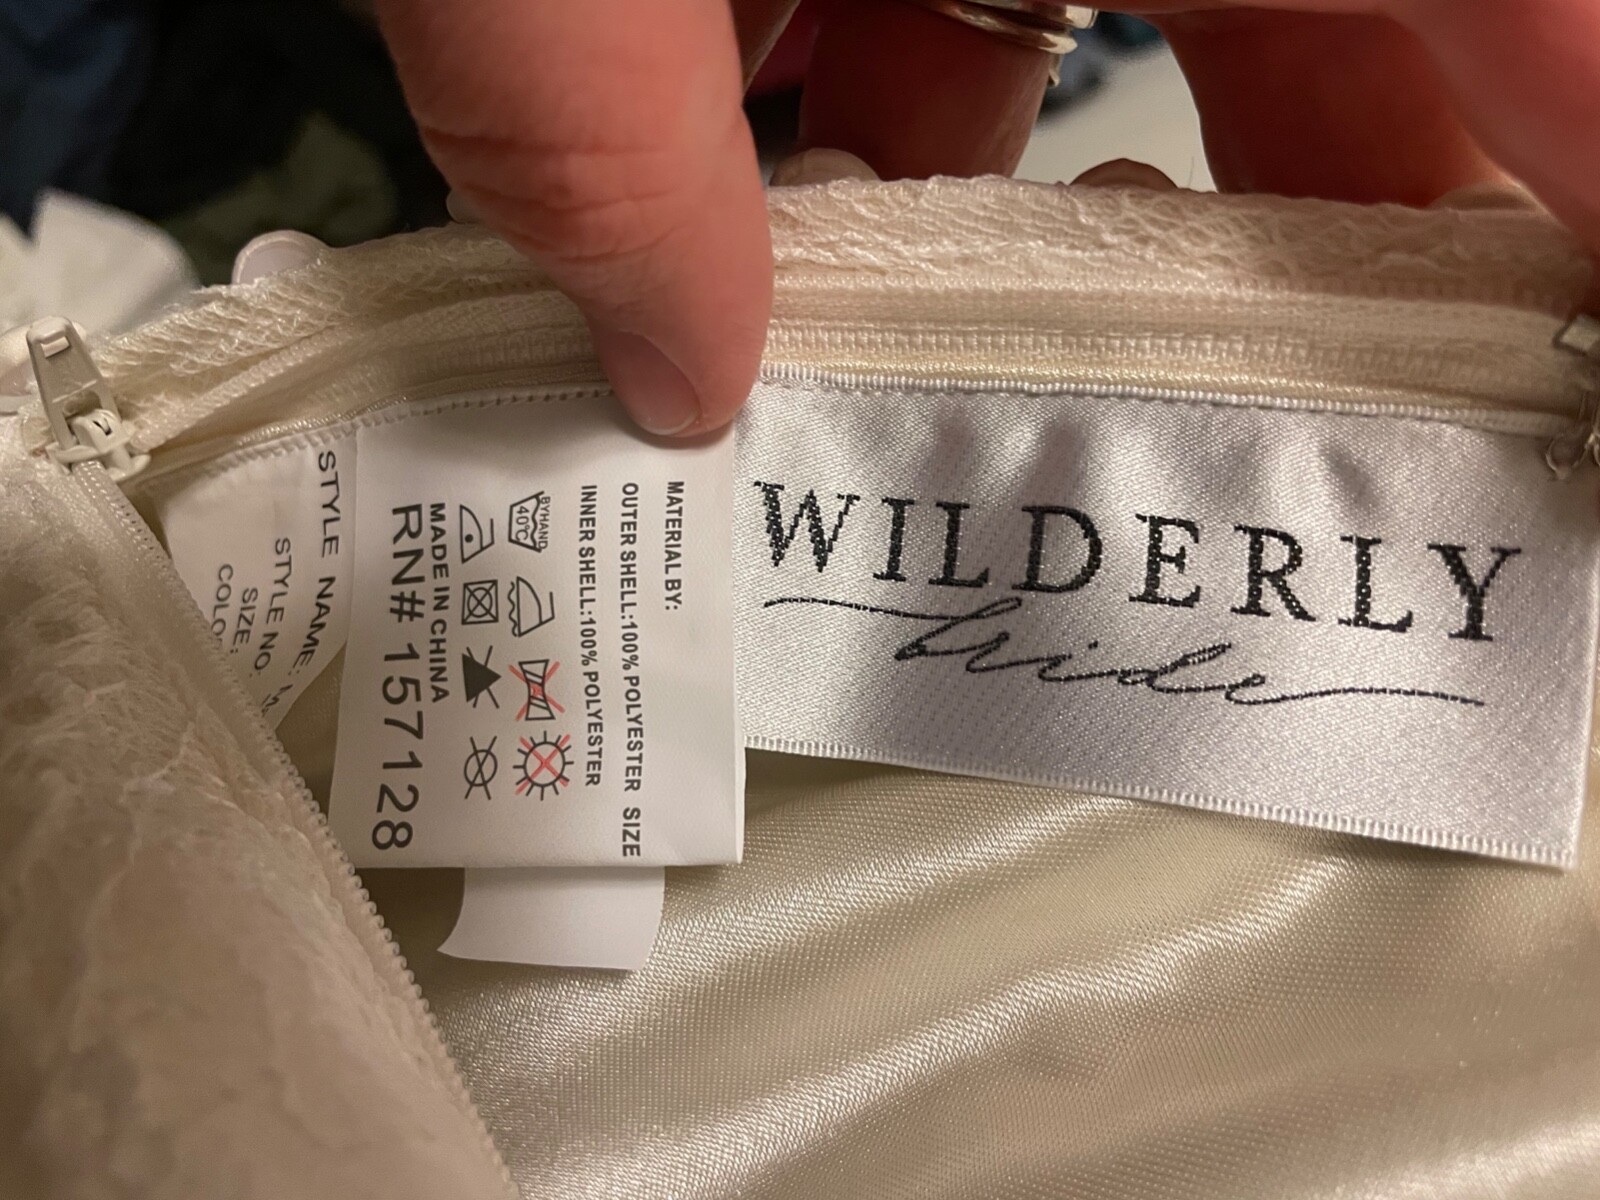 WILDERLY
bride
MATERIAL BY:
OUTER SHELL:100% POLYESTER SIZE
INNER SHELL:100% POLYESTER
BYHAND
40°C
MADE IN CHINA
RN# 157128
STYLE NAME:
STYLE NO.
SIZE:
COLO